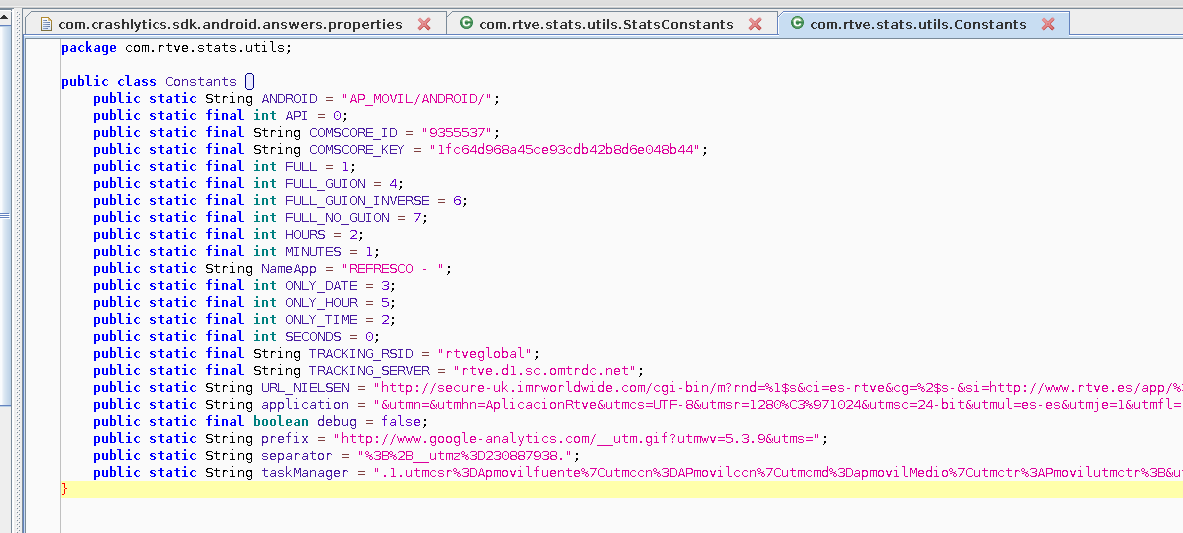 com.crashlytics.sdk.android.answers.properties com.rtve.stats.utils.StatsConstants com.rtve.stats.utils.Constants
package com.rtve.stats.utils;
public class Constants {}
public static String ANDROID = "AP_MOVIL/ANDROID/";
public static final int API = 0;
public static final String COMSCORE_ID = "9355537";
public static final String COMSCORE_KEY = "1fc64d968a45ce93cdb42b8d6e048b44";
public static final int FULL = 1;
public static final int FULL_GUION = 4;
public static final int FULL_GUION_INVERSE = 6;
public static final int FULL_NO_GUION = 7;
public static final int HOURS = 2;
public static final int MINUTES = 1;
public static String NameApp = "REFRESCO - ";
public static final int ONLY_DATE = 3;
public static final int ONLY_HOUR = 5;
public static final int ONLY_TIME = 2;
public static final int SECONDS = 0;
public static final String TRACKING_RSID = "rtveglobal";
public static final String TRACKING_SERVER = "rtve.d1.sc.omtrdc.net";
public static String URL_NIELSEN = "http://secure-uk.imrworldwide.com/cgi-bin/m?rnd=%1$s&ci=es-rtve&cg=%2$s-&si=http://www.rtve.es/app/%
public static String application = "&utmn=&utmhn=AplicacionRtve&utmcs=UTF-8&utmsr=1280%C3%971024&utmsc=24-bit&utmul=es-es&utmje=1&utmfl=
public static final boolean debug = false;
public static String prefix = "http://www.google-analytics.com/__utm.gif?utmwv=5.3.9&utms=";
public static String separator = "%3B%2B__utmz%3D230887938.";
public static String taskManager = ".1.utmcsr%3DApmovilfuente%7Cutmccn%3DAPmovilccn%7Cutmcmd%3DapmovilMedio%7Cutmctr%3APmovilutmctr%3B&ut
}